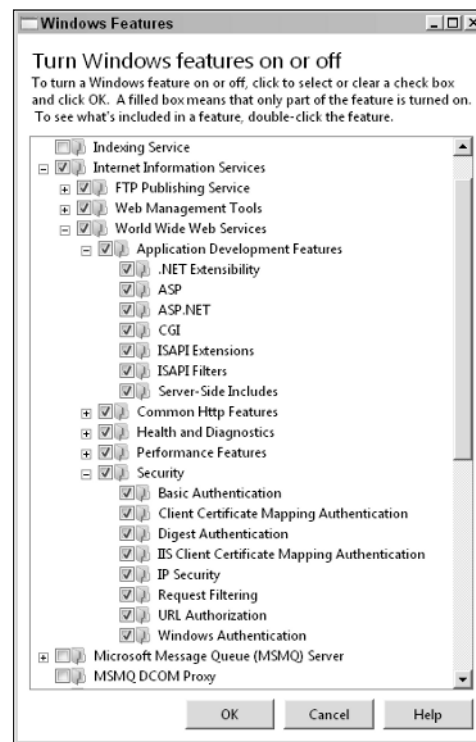 Windows Features
Turn Windows features on or off
To turn a Windows feature on or off, click to select or clear a check box
and click OK. A filled box means that only part of the feature is turned on.
To see what's included in a feature, double-click the feature.
Indexing Service
Internet Information Services
FTP Publishing Service
Web Management Tools
World Wide Web Services
Application Development Features
.NET Extensibility
ASP
ASP.NET
CGI
ISAPI Extensions
ISAPI Filters
Server-Side Includes
Common Http Features
Health and Diagnostics
Performance Features
Security
Basic Authentication
Client Certificate Mapping Authentication
Digest Authentication
IIS Client Certificate Mapping Authentication
IP Security
Request Filtering
URL Authorization
Windows Authentication
Microsoft Message Queue (MSMQ) Server
MSMQ DCOM Proxy
OK Cancel Help